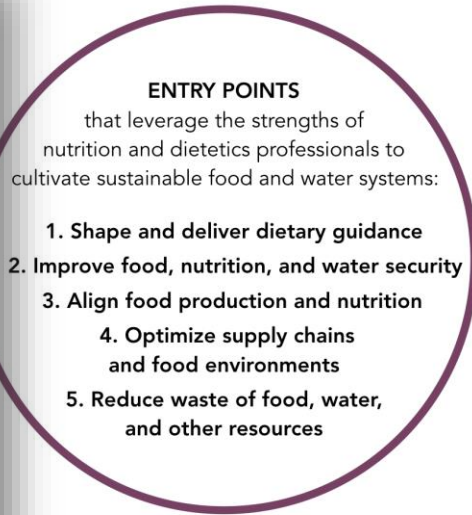 ENTRY POINTS
that leverage the strengths of
nutrition and dietetics professionals to
cultivate sustainable food and water systems:
1. Shape and deliver dietary guidance
2. Improve food, nutrition, and water security
3. Align food production and nutrition
4. Optimize supply chains
and food environments
5. Reduce waste of food, water,
and other resources